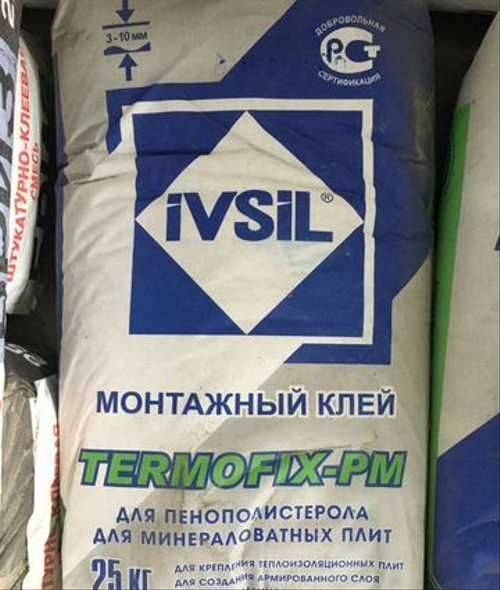 3-10 мм
ДОБРОВОЛЬНАЯ
РСТ
СЕРТИФИКАЦИЯ
ШТУКАТУРНО-КЛЕЕВАЯ
СМЕСЬ
iVSiL®
МОНТАЖНЫЙ КЛЕЙ
TERMOFIX-PM
ДЛЯ ПЕНОПОЛИСТЕРОЛА
ДЛЯ МИНЕРАЛОВАТНЫХ ПЛИТ
25 КГ
ДЛЯ КРЕПЛЕНИЯ ТЕПЛОИЗОЛЯЦИОННЫХ ПЛИТ
ДЛЯ СОЗДАНИЯ АРМИРОВАННОГО СЛОЯ